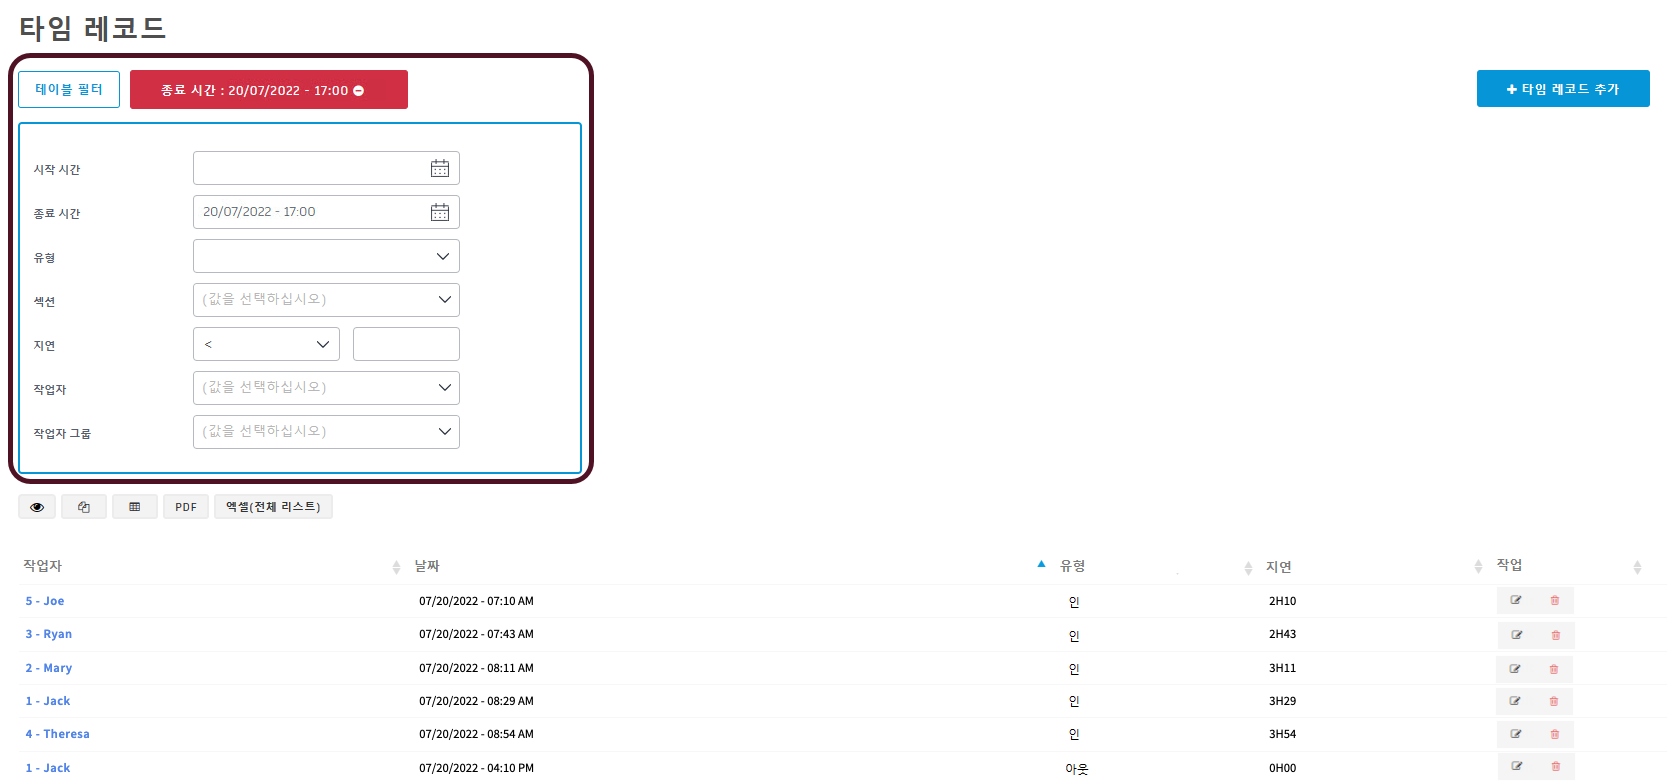 타임 레코드
테이블 필터
종료 시간 : 20/07/2022 - 17:00
타임 레코드 추가
시작 시간
종료 시간 20/07/2022 - 17:00
유형
섹션 (값을 선택하십시오)
지연 <
작업자 (값을 선택하십시오)
작업자 그룹 (값을 선택하십시오)
PDF 엑셀(전체 리스트)
작업자 날짜 유형 지연 작업
5 - Joe 07/20/2022 - 07:10 AM 인 2H10
3 - Ryan 07/20/2022 - 07:43 AM 인 2H43
2 - Mary 07/20/2022 - 08:11 AM 인 3H11
1 - Jack 07/20/2022 - 08:29 AM 인 3H29
4 - Theresa 07/20/2022 - 08:54 AM 인 3H54
1 - Jack 07/20/2022 - 04:10 PM 아웃 0H00